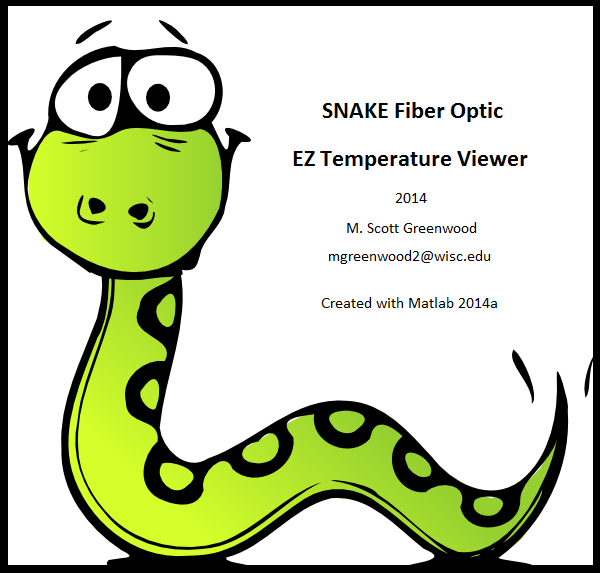 SNAKE Fiber Optic
EZ Temperature Viewer
2014
M. Scott Greenwood
mgreenwood2@wisc.edu
Created with Matlab 2014a